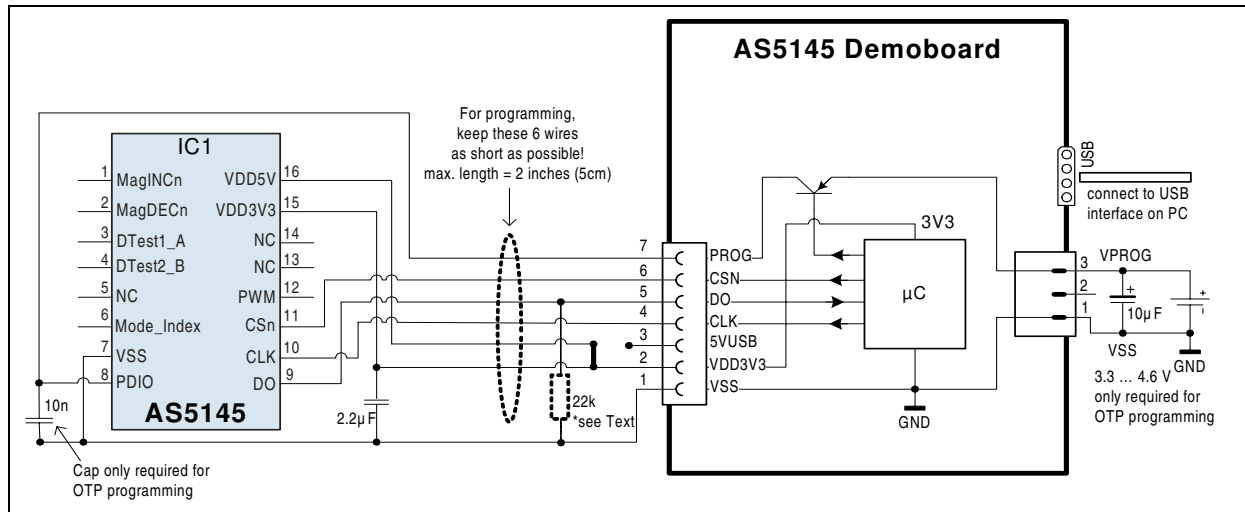 AS5145 Demoboard
For programming,
keep these 6 wires
as short as possible!
max. length = 2 inches (5cm)
IC1
1 MagINCn VDD5V 16
2 MagDECn VDD3V3 15
3 DTest1_A NC 14
4 DTest2_B NC 13
5 NC PWM 12
6 Mode_Index CSn 11
7 VSS CLK 10
8 PDIO DO 9
AS5145
10n
Cap only required for
OTP programming
2.2µF
22k
*see Text
7 PROG
6 CSN
5 DO
4 CLK
3 5VUSB
2 VDD3V3
1 VSS
3V3
µC
GND
USB
connect to USB
interface on PC
3 VPROG
2
1
+
10µF
+
-
VSS
GND
3.3 ... 4.6 V
only required for
OTP programming